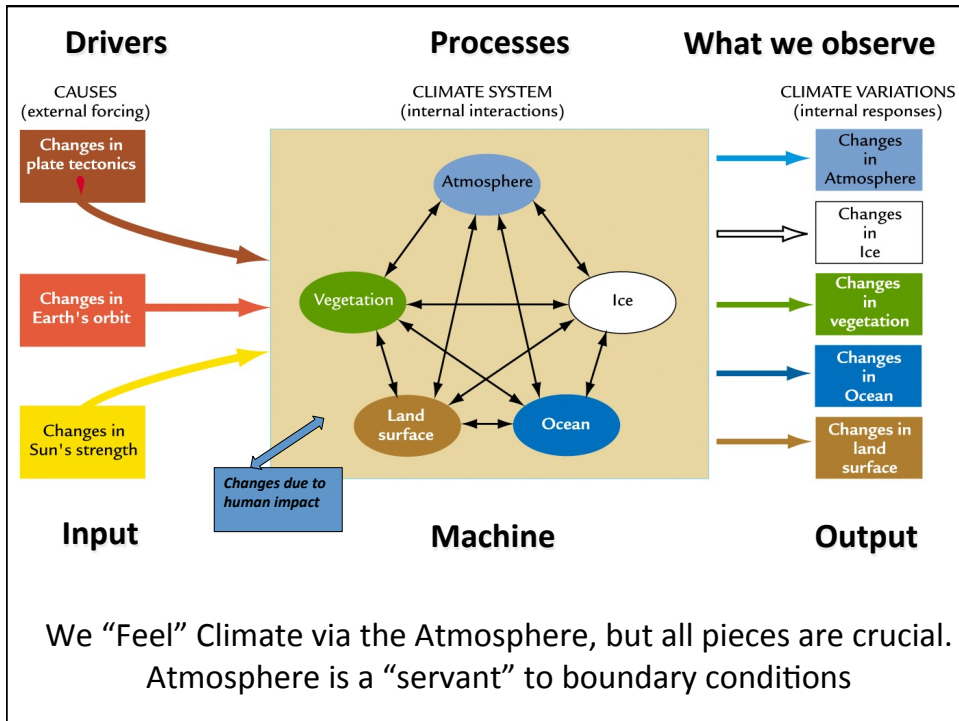 Drivers
Processes
What we observe
CAUSES
(external forcing)
CLIMATE SYSTEM
(internal interactions)
CLIMATE VARIATIONS
(internal responses)
Changes in
plate tectonics
Changes in
Earth's orbit
Changes in
Sun's strength
Atmosphere
Vegetation
Ice
Land
surface
Ocean
Changes due to
human impact
Changes
in
Atmosphere
Changes
in
Ice
Changes
in
vegetation
Changes
in
Ocean
Changes in
land
surface
Input
Machine
Output
We “Feel” Climate via the Atmosphere, but all pieces are crucial.
Atmosphere is a “servant” to boundary conditions